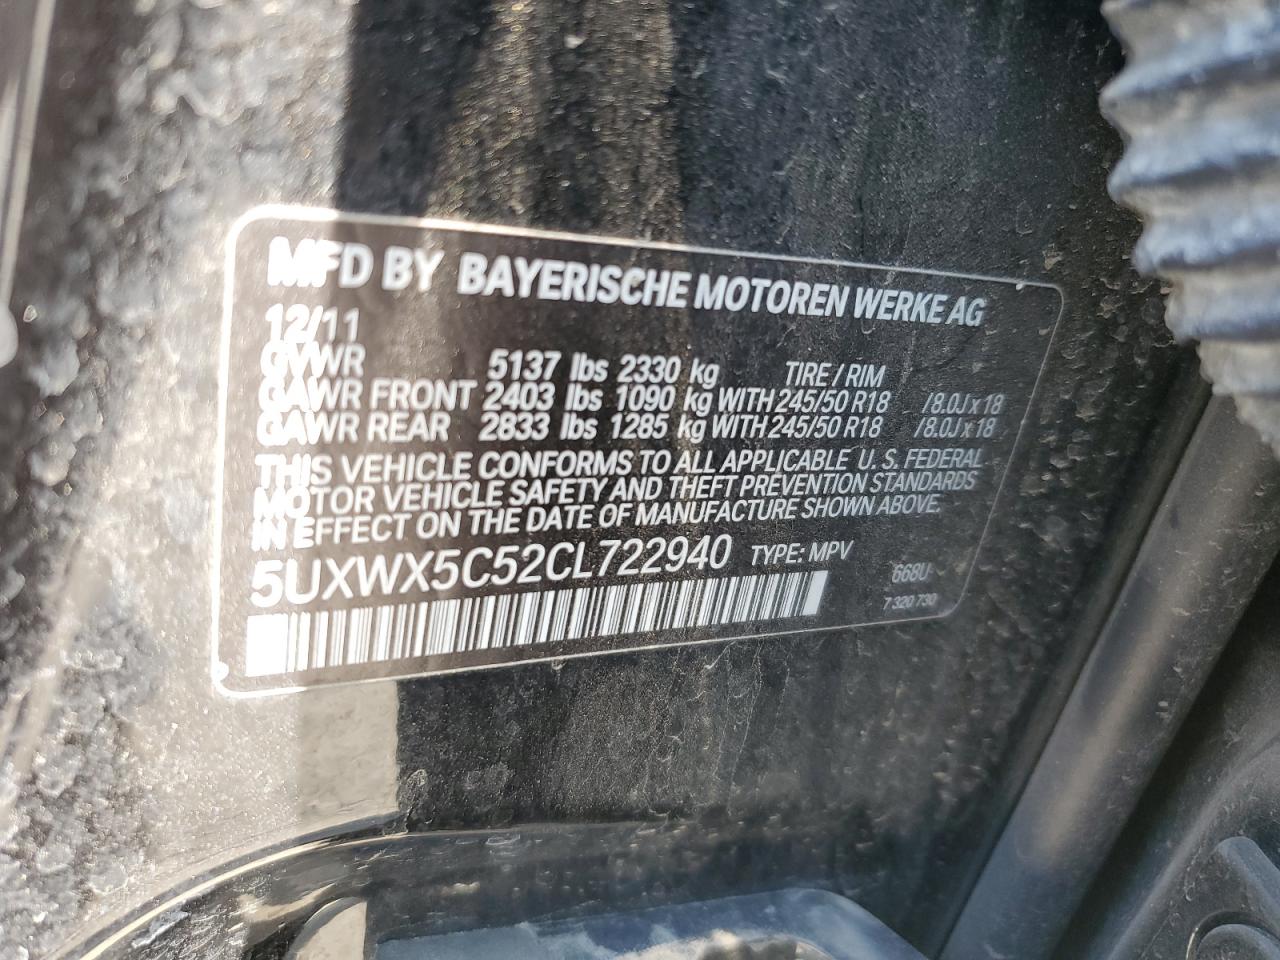 MFD BY BAYERISCHE MOTOREN WERKE AG
12/11
GVWR 5137 lbs 2330 kg TIRE / RIM
GAWR FRONT 2403 lbs 1090 kg WITH 245/50 R18 /8.0J x 18
GAWR REAR 2833 lbs 1285 kg WITH 245/50 R18 /8.0J x 18
THIS VEHICLE CONFORMS TO ALL APPLICABLE U. S. FEDERAL
MOTOR VEHICLE SAFETY AND THEFT PREVENTION STANDARDS
IN EFFECT ON THE DATE OF MANUFACTURE SHOWN ABOVE.
5UXWX5C52CL722940 TYPE: MPV
668U
7 320 730